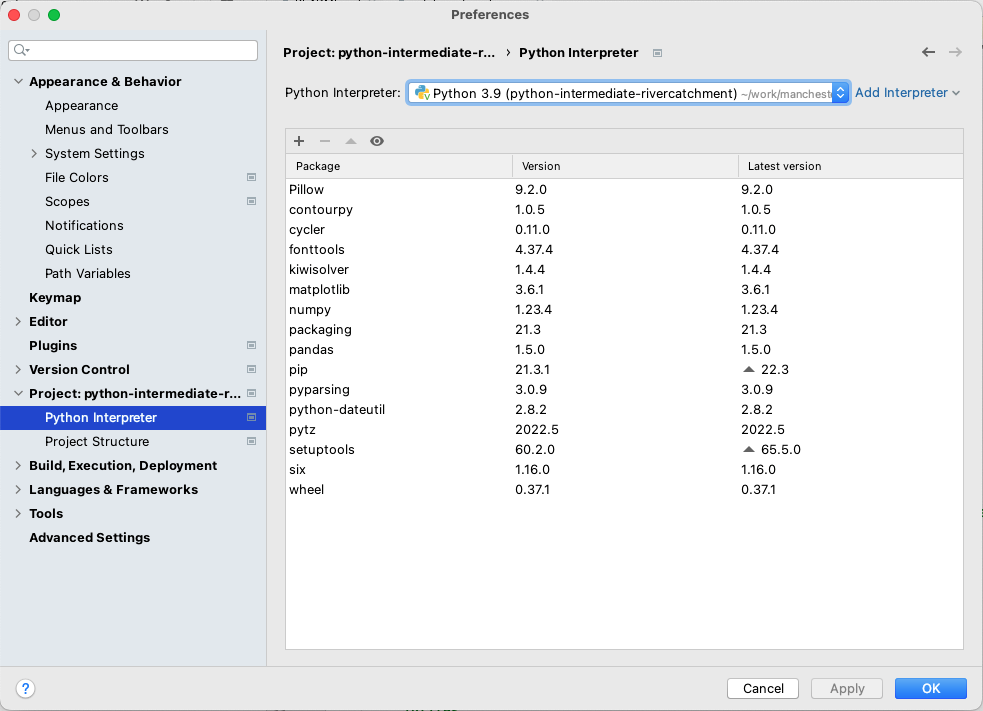 Preferences
Project: python-intermediate-r... › Python Interpreter
Python Interpreter: Python 3.9 (python-intermediate-rivercatchment) ~/work/manchest Add Interpreter
Appearance & Behavior
Appearance
Menus and Toolbars
System Settings
File Colors
Scopes
Notifications
Quick Lists
Path Variables
Keymap
Editor
Plugins
Version Control
Project: python-intermediate-r...
Python Interpreter
Project Structure
Build, Execution, Deployment
Languages & Frameworks
Tools
Advanced Settings
Package Version Latest version
Pillow 9.2.0 9.2.0
contourpy 1.0.5 1.0.5
cycler 0.11.0 0.11.0
fonttools 4.37.4 4.37.4
kiwisolver 1.4.4 1.4.4
matplotlib 3.6.1 3.6.1
numpy 1.23.4 1.23.4
packaging 21.3 21.3
pandas 1.5.0 1.5.0
pip 21.3.1 22.3
pyparsing 3.0.9 3.0.9
python-dateutil 2.8.2 2.8.2
pytz 2022.5 2022.5
setuptools 60.2.0 65.5.0
six 1.16.0 1.16.0
wheel 0.37.1 0.37.1
? Cancel Apply OK